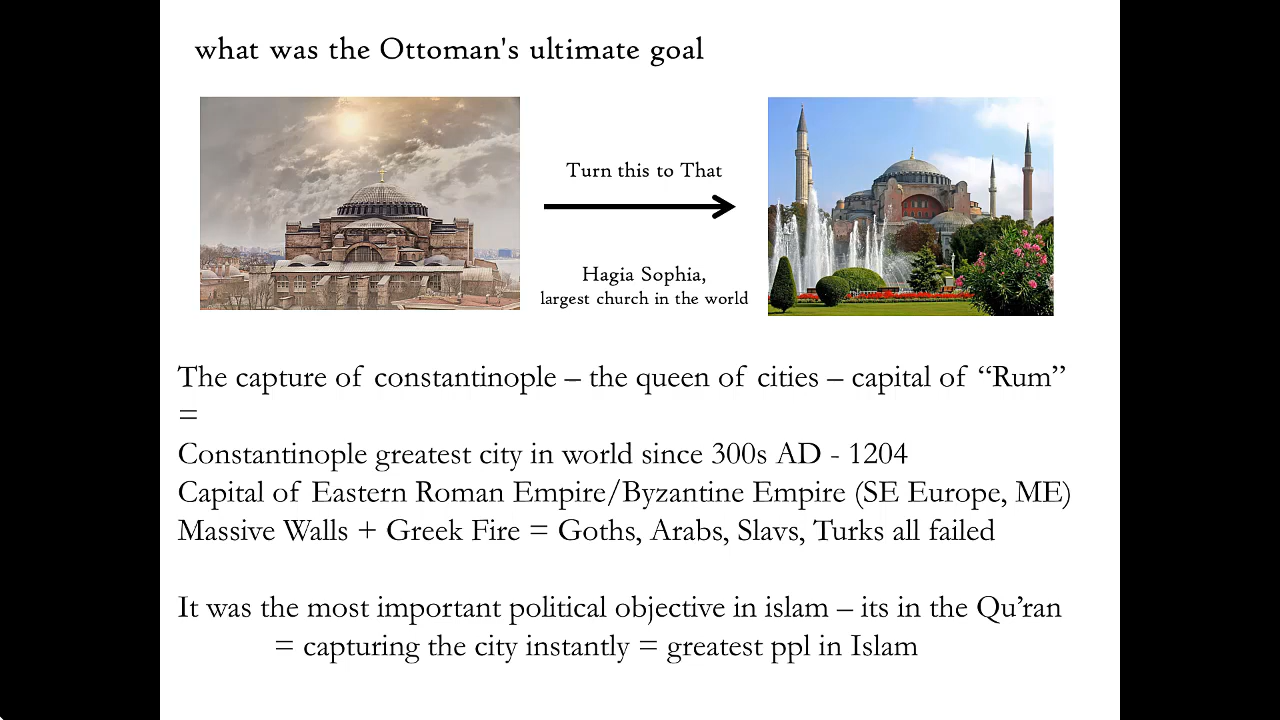 what was the Ottoman's ultimate goal
Turn this to That
Hagia Sophia,
largest church in the world
The capture of constantinople – the queen of cities – capital of “Rum”
=
Constantinople greatest city in world since 300s AD - 1204
Capital of Eastern Roman Empire/Byzantine Empire (SE Europe, ME)
Massive Walls + Greek Fire = Goths, Arabs, Slavs, Turks all failed
It was the most important political objective in islam – its in the Qu’ran
= capturing the city instantly = greatest ppl in Islam